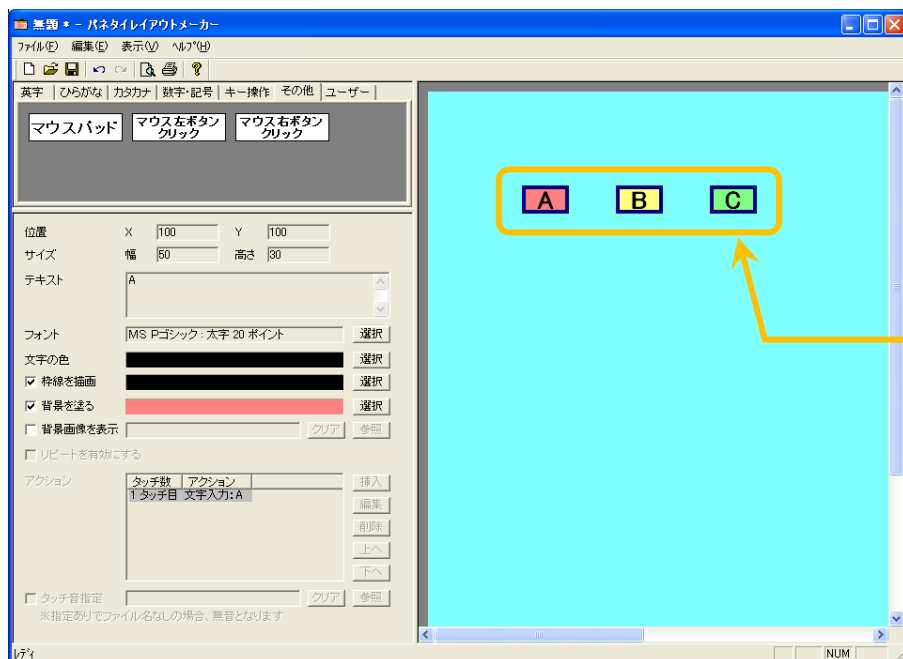 無題 * - パネタイレイアウトメーカー
ファイル(F) 編集(E) 表示(V) ヘルプ(H)
英字 ひらがな カタカナ 数字・記号 キー操作 その他 ユーザー
マウスパッド マウス左ボタン クリック マウス右ボタン クリック
A B C
位置 X 100 Y 100
サイズ 幅 50 高さ 30
テキスト A
フォント MS Pゴシック : 太字 20 ポイント 選択
文字の色 選択
枠線を描画 選択
背景を塗る 選択
背景画像を表示 クリア 参照
リピートを有効にする
アクション タッチ数 アクション 挿入
1 タッチ目 文字入力:A
編集
削除
上へ
下へ
タッチ音指定 クリア 参照
※指定ありでファイル名なしの場合、無音となります
レディ NUM